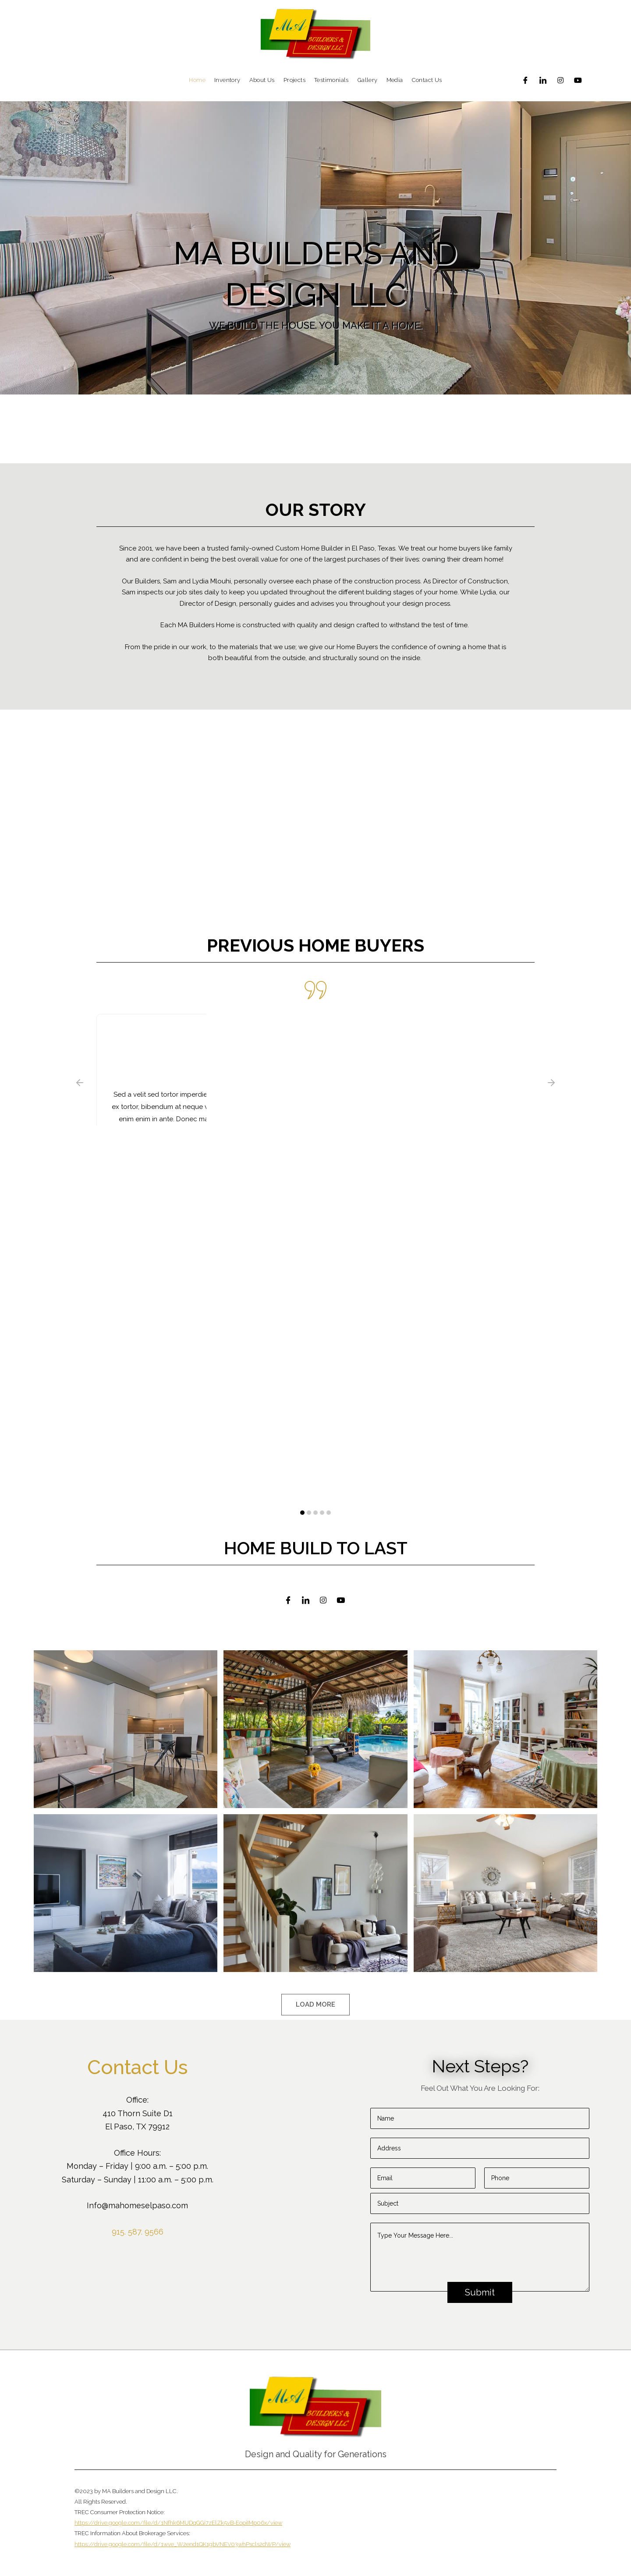 MA
BUILDERS &
DESIGN LLC
Home Inventory About Us Projects Testimonials Gallery Media Contact Us
MA BUILDERS AND
DESIGN LLC
WE BUILD THE HOUSE. YOU MAKE IT A HOME.
OUR STORY
Since 2001, we have been a trusted family-owned Custom Home Builder in El Paso, Texas. We treat our home buyers like family
and are confident in being the best overall value for one of the largest purchases of their lives; owning their dream home!
Our Builders, Sam and Lydia Mlouhi, personally oversee each phase of the construction process. As Director of Construction,
Sam inspects our job sites daily to keep you updated throughout the different building stages of your home. While Lydia, our
Director of Design, personally guides and advises you throughout your design process.
Each MA Builders Home is constructed with quality and design crafted to withstand the test of time.
From the pride in our work, to the materials that we use; we give our Home Buyers the confidence of owning a home that is
both beautiful from the outside, and structurally sound on the inside.
PREVIOUS HOME BUYERS
Sed a velit sed tortor imperdie
ex tortor, bibendum at neque v
enim enim in ante. Donec ma
HOME BUILD TO LAST
LOAD MORE
Contact Us
Office:
410 Thorn Suite D1
El Paso, TX 79912
Office Hours:
Monday – Friday | 9:00 a.m. – 5:00 p.m.
Saturday – Sunday | 11:00 a.m. – 5:00 p.m.
Info@mahomeselpaso.com
915. 587. 9566
Next Steps?
Feel Out What You Are Looking For:
Name
Address
Email Phone
Subject
Type Your Message Here...
Submit
MA
BUILDERS &
DESIGN LLC
Design and Quality for Generations
©2023 by MA Builders and Design LLC.
All Rights Reserved.
TREC Consumer Protection Notice:
TREC Information About Brokerage Services: